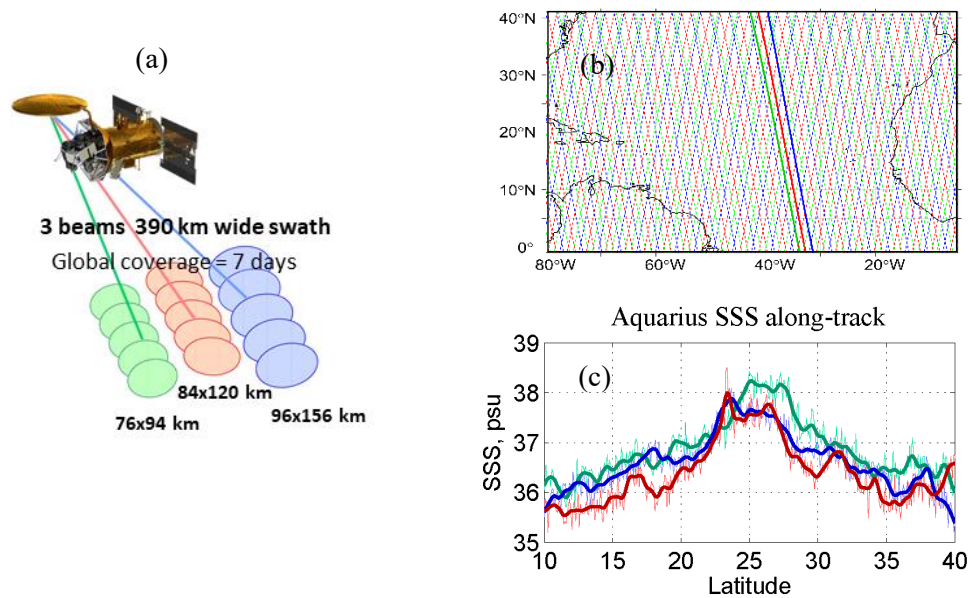 (a)
3 beams 390 km wide swath
Global coverage = 7 days
84x120 km
76x94 km
96x156 km
(b)
40°N
30°N
20°N
10°N
0°
80°W
60°W
40°W
20°W
Aquarius SSS along-track
(c)
SSS, psu
39
38
37
36
35
10
15
20
25
30
35
40
Latitude